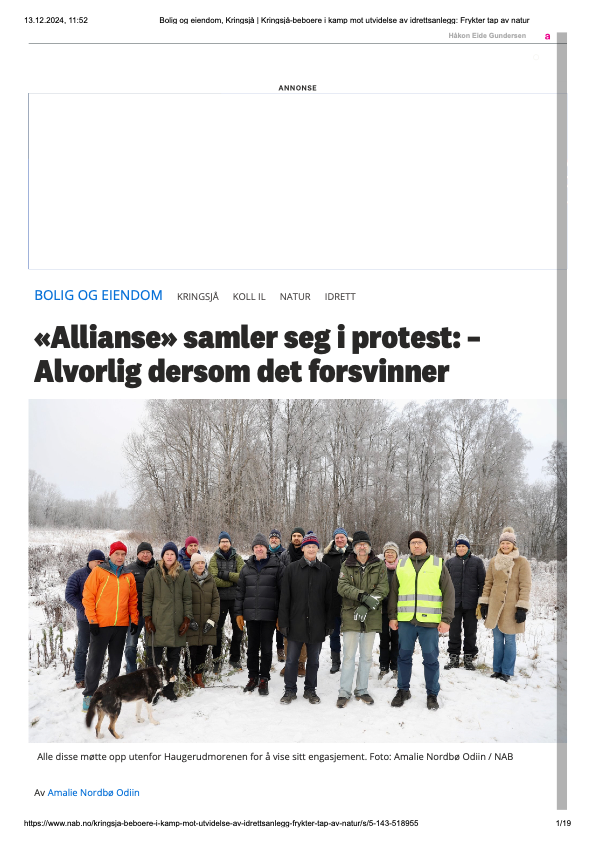 13.12.2024, 11:52
Bolig og eiendom, Kringsjå | Kringsjå-beboere i kamp mot utvidelse av idrettsanlegg: Frykter tap av natur
Håkon Eide Gundersen
a
ANNONSE
BOLIG OG EIENDOM KRINGSJÅ KOLL IL NATUR IDRETT
«Allianse» samler seg i protest: –
Alvorlig dersom det forsvinner
Alle disse møtte opp utenfor Haugerudmorenen for å vise sitt engasjement. Foto: Amalie Nordbø Odiin / NAB
Av Amalie Nordbø Odiin
https://www.nab.no/kringsja-beboere-i-kamp-mot-utvidelse-av-idrettsanlegg-frykter-tap-av-natur/s/5-143-518955
1/19